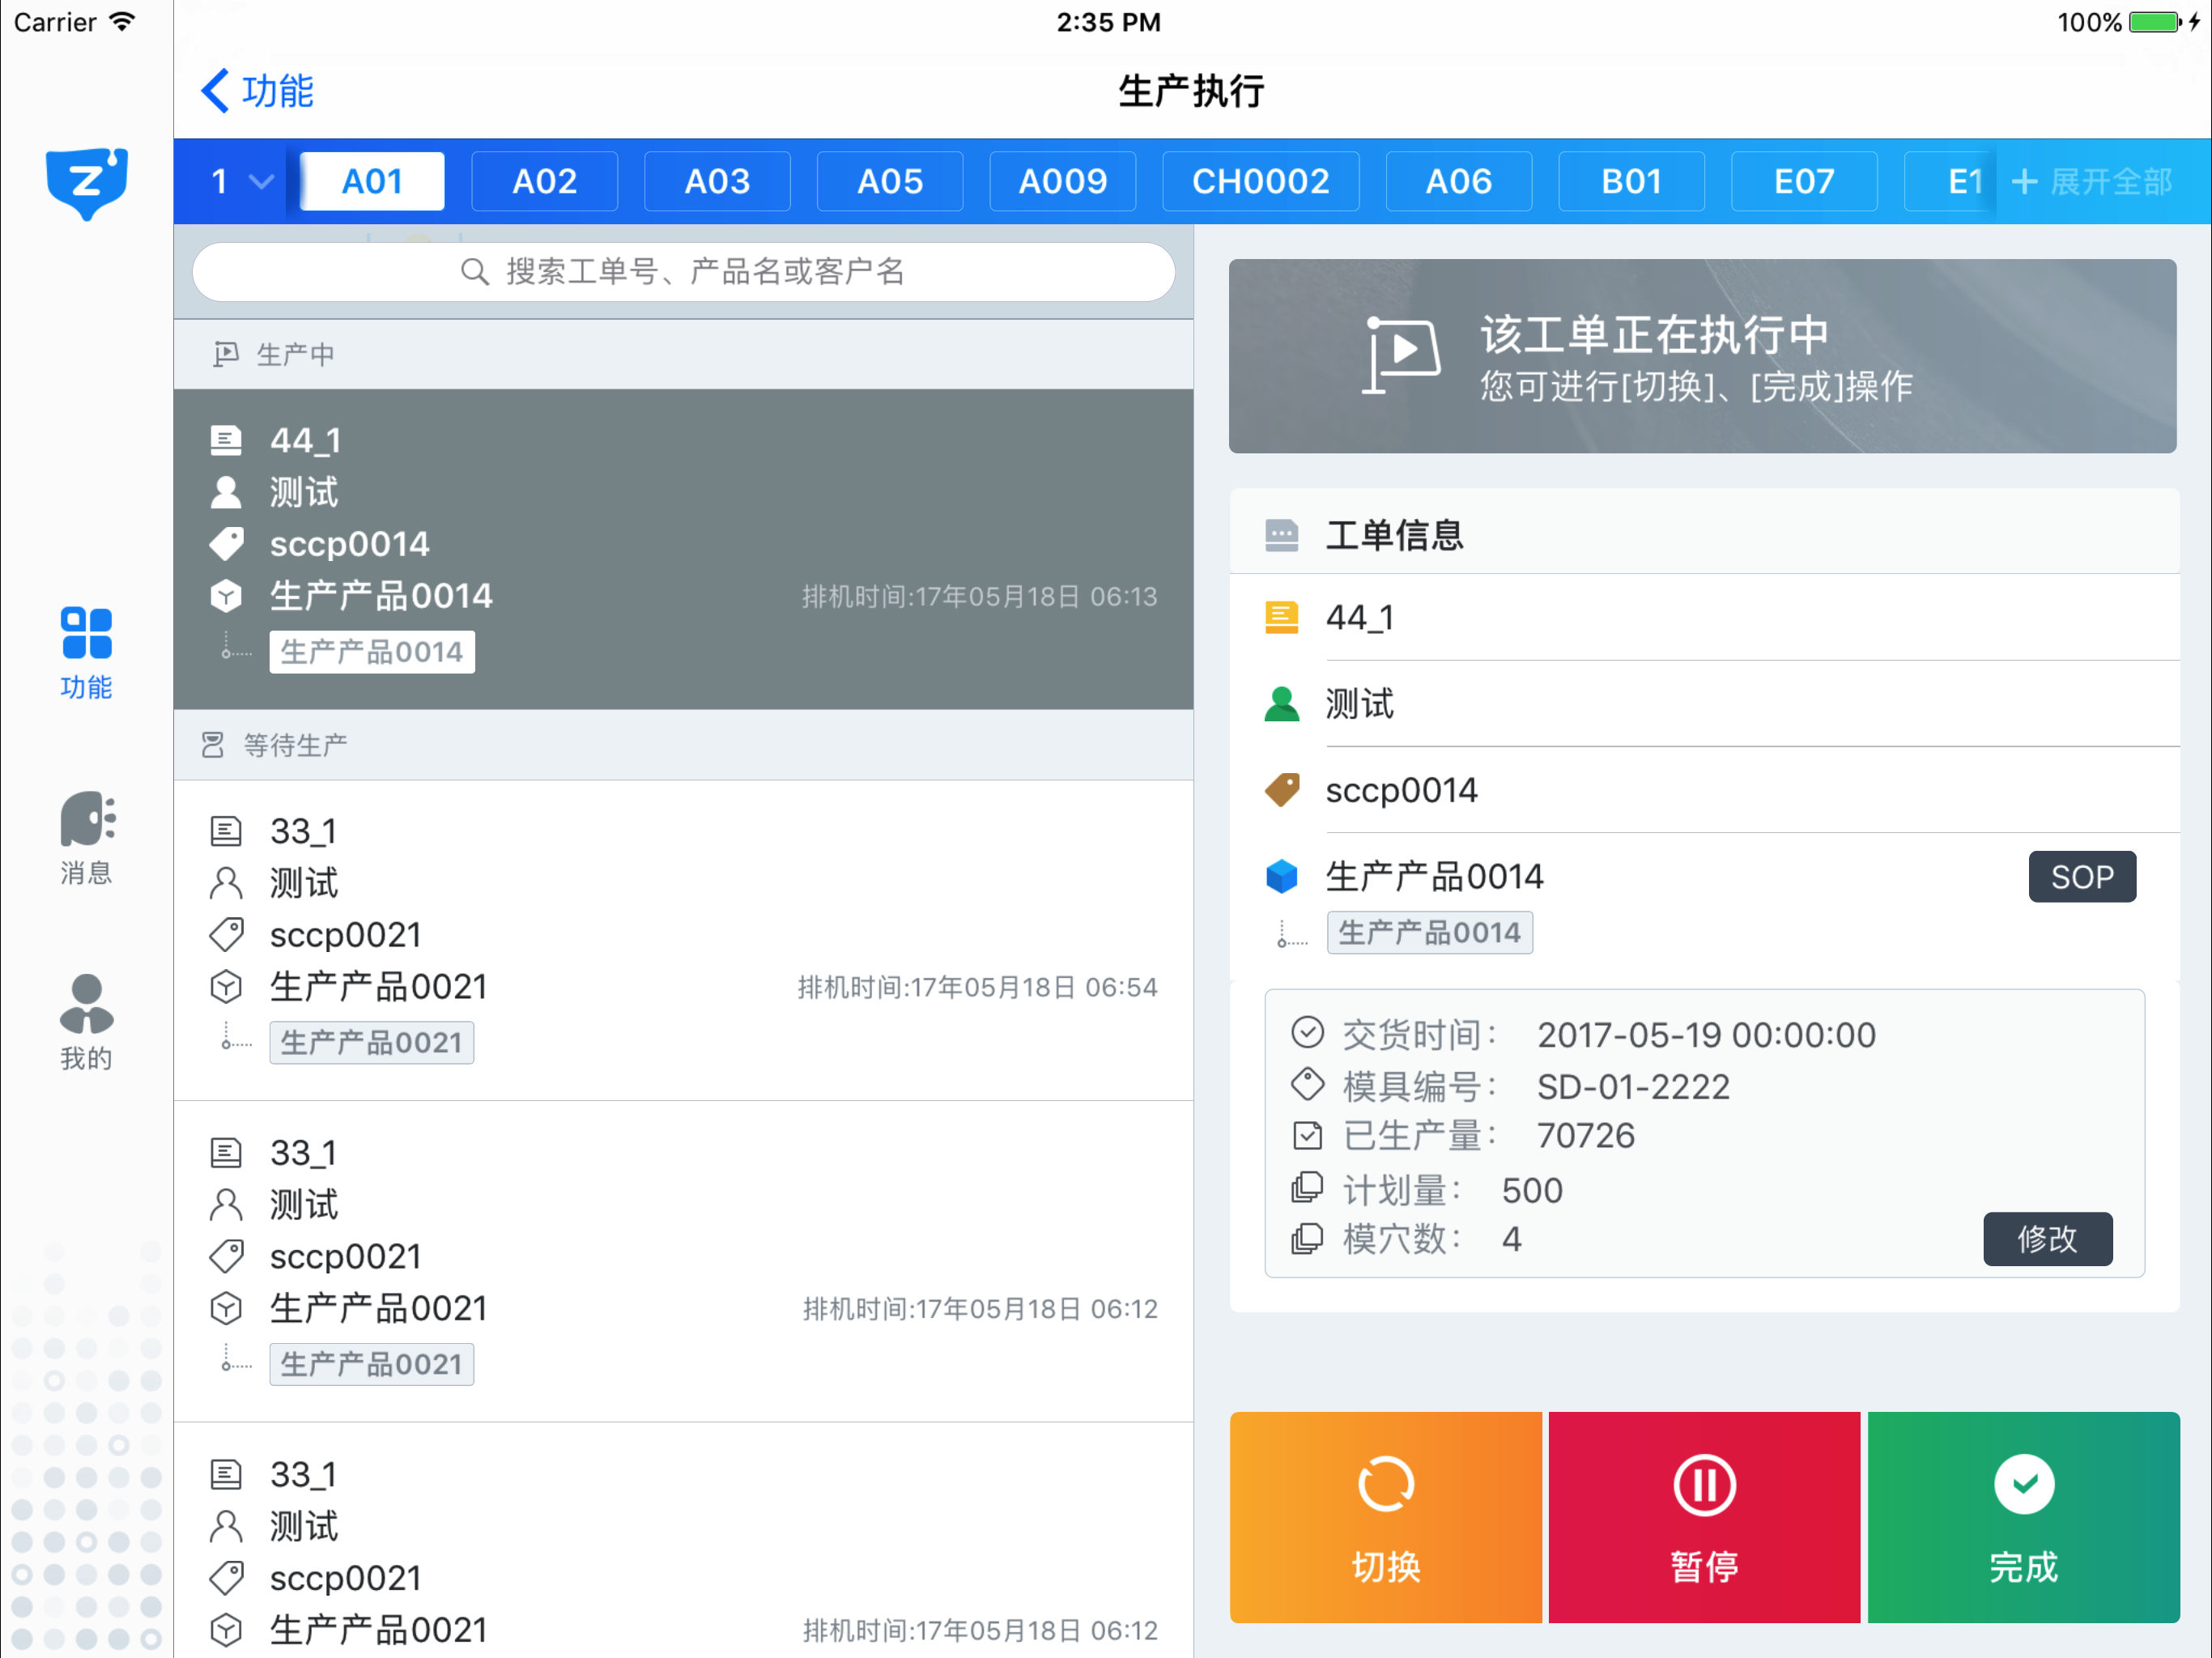 Carrier
2:35 PM
100%
功能
生产执行
1
A01
A02
A03
A05
A009
CH0002
A06
B01
E07
E1
展开全部
搜索工单号、产品名或客户名
生产中
44_1
测试
sccp0014
生产产品0014
排机时间:17年05月18日 06:13
生产产品0014
等待生产
33_1
测试
sccp0021
生产产品0021
排机时间:17年05月18日 06:54
生产产品0021
33_1
测试
sccp0021
生产产品0021
排机时间:17年05月18日 06:12
生产产品0021
33_1
测试
sccp0021
生产产品0021
排机时间:17年05月18日 06:12
功能
消息
我的
该工单正在执行中
您可进行[切换]、[完成]操作
工单信息
44_1
测试
sccp0014
生产产品0014
SOP
生产产品0014
交货时间: 2017-05-19 00:00:00
模具编号: SD-01-2222
已生产量: 70726
计划量: 500
模穴数: 4
修改
切换
暂停
完成